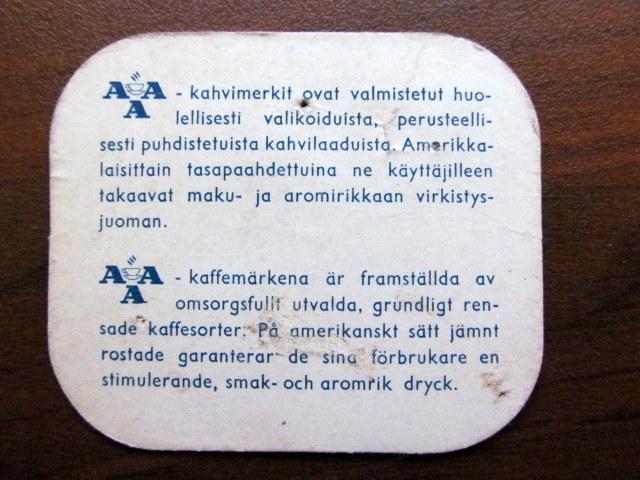 AAA - kahvimerkit ovat valmistetut huo-
lellisesti valikoiduista, perusteelli-
sesti puhdistetuista kahvilaaduista. Amerikka-
laisittain tasapaahdettuina ne käyttäjilleen
takaavat maku- ja aromirikkaan virkistys-
juoman.
AAA - kaffemärkena är framställda av
omsorgsfullt utvalda, grundligt ren-
sade kaffesorter. På amerikanskt sätt jämnt
rostade garanterar de sina förbrukare en
stimulerande, smak- och aromrik dryck.